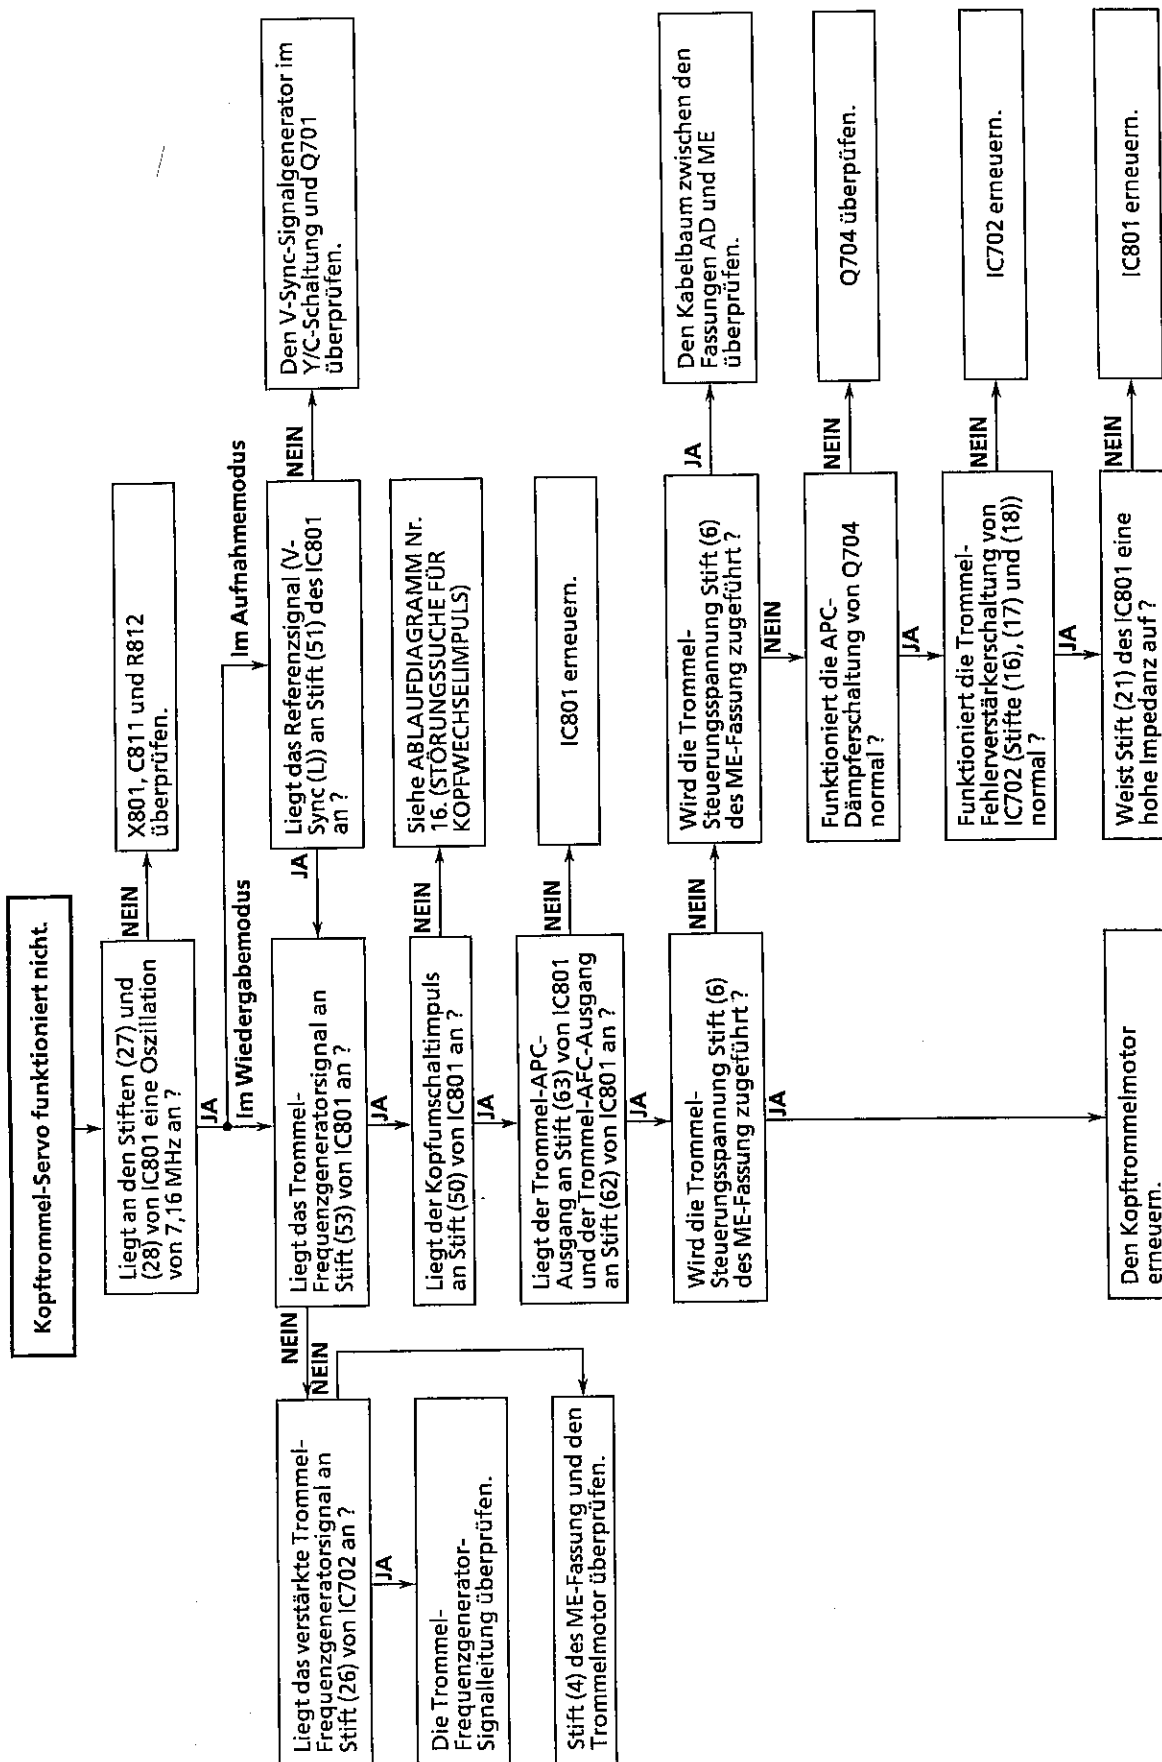 Kopftrommel-Servo funktioniert nicht.
Liegt an den Stiften (27) und
(28) von IC801 eine Oszillation
von 7,16 MHz an ?
NEIN
X801, C811 und R812
überprüfen.
JA
Im Wiedergabemodus
Im Aufnahmemodus
Liegt das Referenzsignal (V-
Sync (L)) an Stift (51) des IC801
an ?
NEIN
Den V-Sync-Signalgenerator im
Y/C-Schaltung und Q701
überprüfen.
JA
Liegt das Trommel-
Frequenzgeneratorsignal an
Stift (53) von IC801 an ?
NEIN
Liegt das verstärkte Trommel-
Frequenzgeneratorsignal an
Stift (26) von IC702 an ?
NEIN
JA
Die Trommel-
Frequenzgenerator-
Signalleitung überprüfen.
Stift (4) des ME-Fassung und den
Trommelmotor überprüfen.
JA
Liegt der Kopfumschaltimpuls
an Stift (50) von IC801 an ?
NEIN
Siehe ABLAUFDIAGRAMM Nr.
16. (STÖRUNGSSUCHE FÜR
KOPFWECHSELIMPULS)
JA
Liegt der Trommel-APC-
Ausgang an Stift (63) von IC801
und der Trommel-AFC-Ausgang
an Stift (62) von IC801 an ?
NEIN
IC801 erneuern.
JA
Wird die Trommel-
Steuerungsspannung Stift (6)
des ME-Fassung zugeführt ?
NEIN
Wird die Trommel-
Steuerungsspannung Stift (6)
des ME-Fassung zugeführt ?
JA
Den Kabelbaum zwischen den
Fassungen AD und ME
überprüfen.
NEIN
Funktioniert die APC-
Dämpferschaltung von Q704
normal ?
NEIN
Q704 überpüfen.
JA
Funktioniert die Trommel-
Fehlerverstärkerschaltung von
IC702 (Stifte (16), (17) und (18))
normal ?
NEIN
IC702 erneuern.
JA
Weist Stift (21) des IC801 eine
hohe Impedanz auf ?
NEIN
IC801 erneuern.
JA
Den Kopftrommelmotor
erneuern.